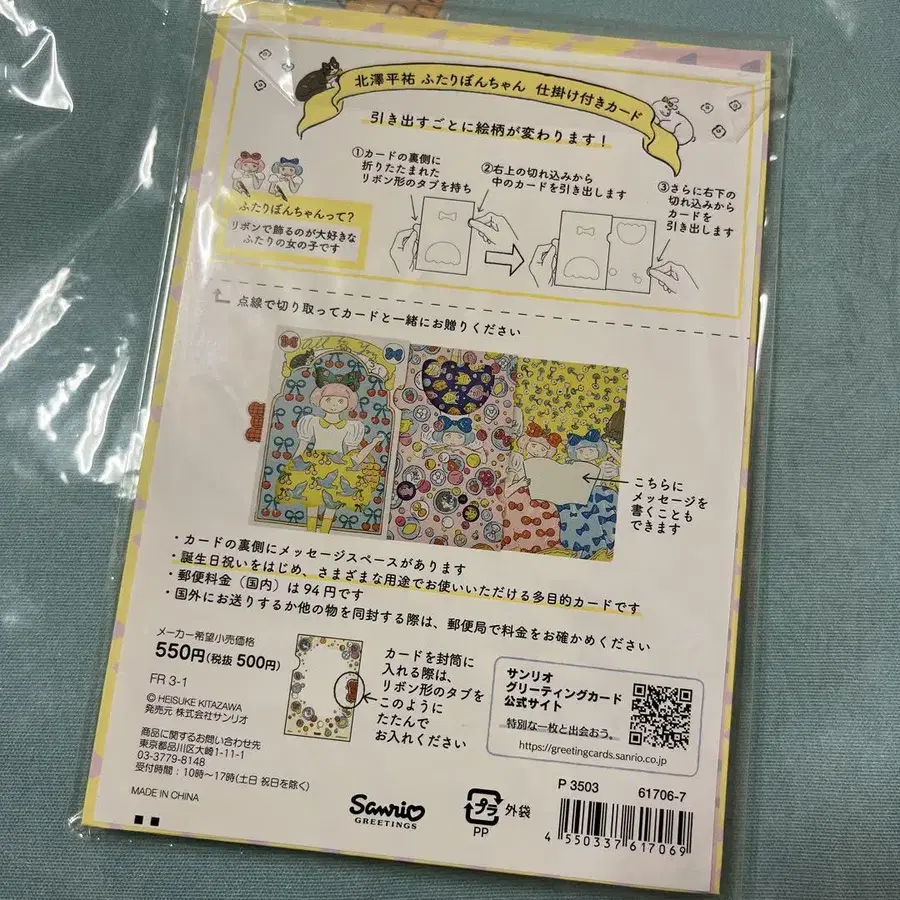 北澤平祐 ふたりぼんちゃん 仕掛け付きカード
引き出すごとに絵柄が変わります！
①カードの裏側に
折りたたまれた
リボン形のタブを持ち
②右上の切れ込みから
中のカードを引き出します
③さらに右下の
切れ込みから
カードを
引き出します
ふたりぼんちゃんって？
リボンで飾るのが大好きな
ふたりの女の子です
点線で切り取ってカードと一緒にお贈りください
All for You
こちらに
メッセージを
書くことも
できます
・カードの裏側にメッセージスペースがあります
・誕生日祝いをはじめ、さまざまな用途でお使いいただける多目的カードです
・郵便料金（国内）は94円です
・国外にお送りするか他の物を同封する際は、郵便局で料金をお確かめください
メーカー希望小売価格
550円(税抜 500円)
FR 3-1
© HEISUKE KITAZAWA
発売元 株式会社サンリオ
商品に関するお問い合わせ先
東京都品川区大崎1-11-1
03-3779-8148
受付時間：10時～17時(土日 祝日を除く)
MADE IN CHINA
カードを封筒に
入れる際は、
リボン形のタブを
このように
たたんで
お入れください
サンリオ
グリーティングカード
公式サイト
特別な一枚と出会おう。
https://greetingcards.sanrio.co.jp
Sanrio
GREETINGS
プラ
外袋
PP
P 3503
61706-7
4 550337 617069